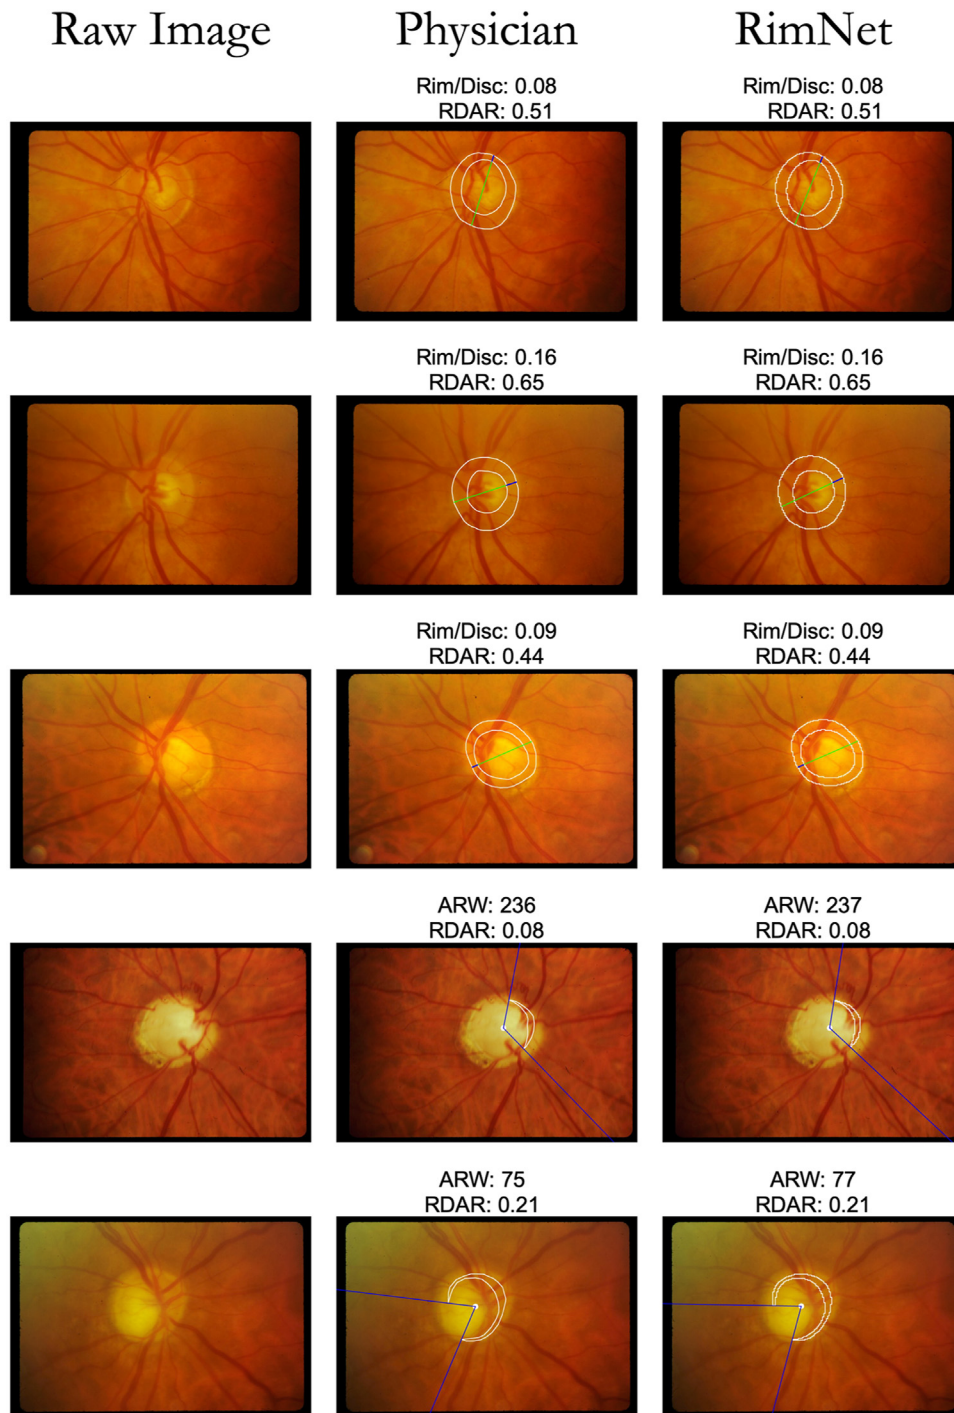 Raw Image Physician RimNet
Rim/Disc: 0.08 Rim/Disc: 0.08
RDAR: 0.51 RDAR: 0.51
Rim/Disc: 0.16 Rim/Disc: 0.16
RDAR: 0.65 RDAR: 0.65
Rim/Disc: 0.09 Rim/Disc: 0.09
RDAR: 0.44 RDAR: 0.44
ARW: 236 ARW: 237
RDAR: 0.08 RDAR: 0.08
ARW: 75 ARW: 77
RDAR: 0.21 RDAR: 0.21